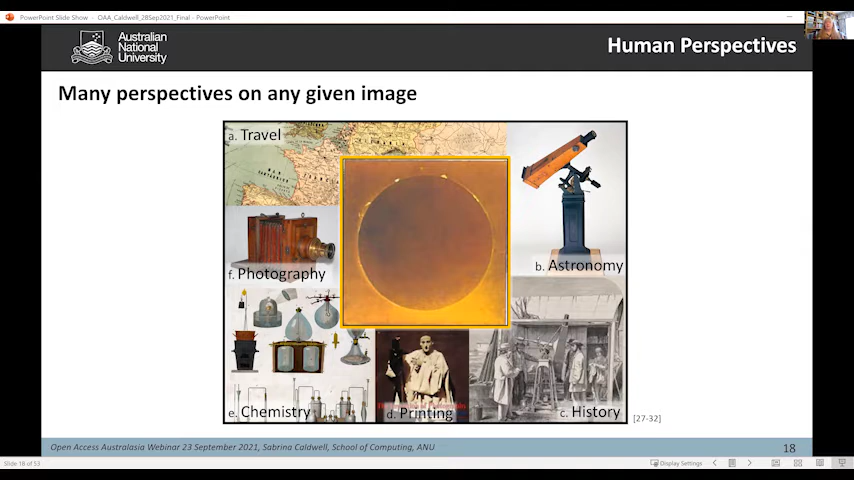 PowerPoint Slide Show - OAA_Caldwell_28Sep2021_Final - PowerPoint
Australian
National
University
Human Perspectives
Many perspectives on any given image
a. Travel
b. Astronomy
f. Photography
e. Chemistry
d. Printing
c. History
[27-32]
Open Access Australasia Webinar 23 September 2021, Sabrina Caldwell, School of Computing, ANU
18
Slide 18 of 53
Display Settings